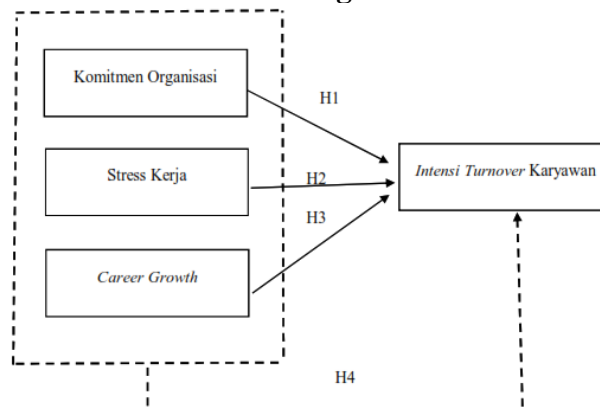 Komitmen Organisasi
H1
Stress Kerja
H2
Intensi Turnover Karyawan
H3
Career Growth
H4